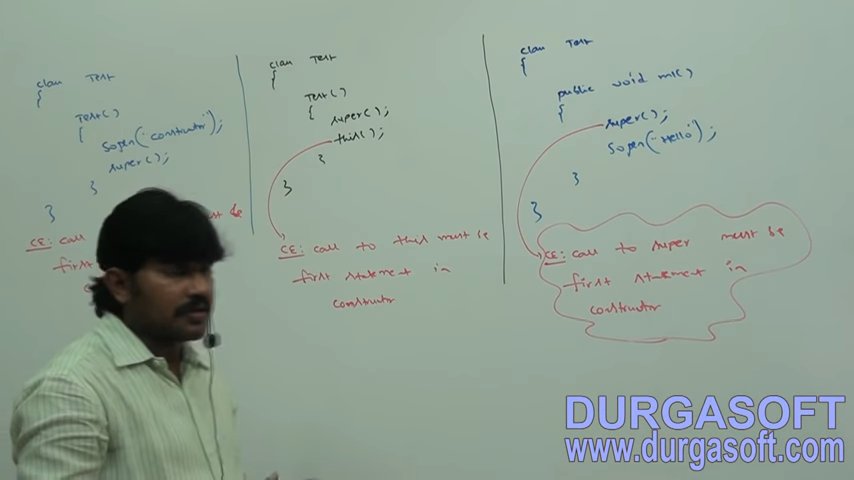 class Test
{
Test()
{
Sopln("constructor");
super();
}
}
CE: call
first
class Test
{
Test()
{
super();
this();
}
}
CE: call to this must be
first statement in
constructor
class Test
{
public void m1()
{
super();
Sopln("Hello");
}
}
CE: call to super must be
first statement in
constructor
DURGASOFT
www.durgasoft.com